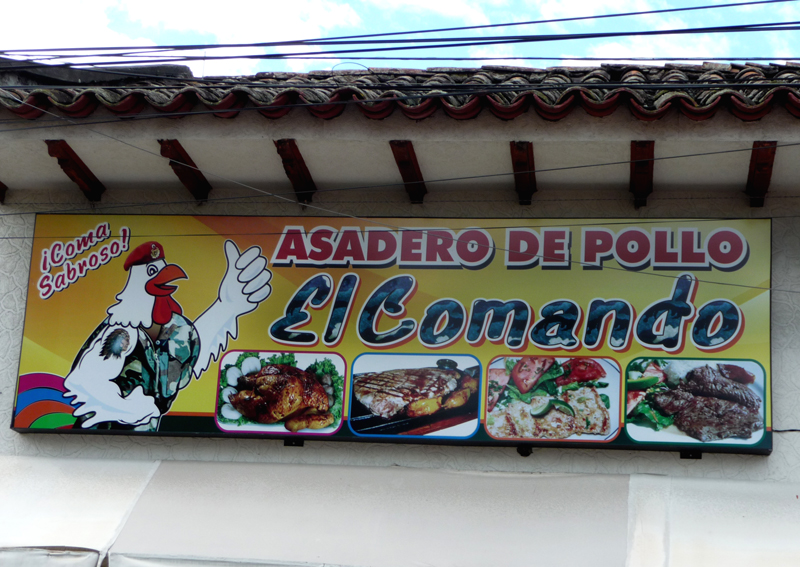 ¡Coma
Sabroso!
ASADERO DE POLLO
El Comando